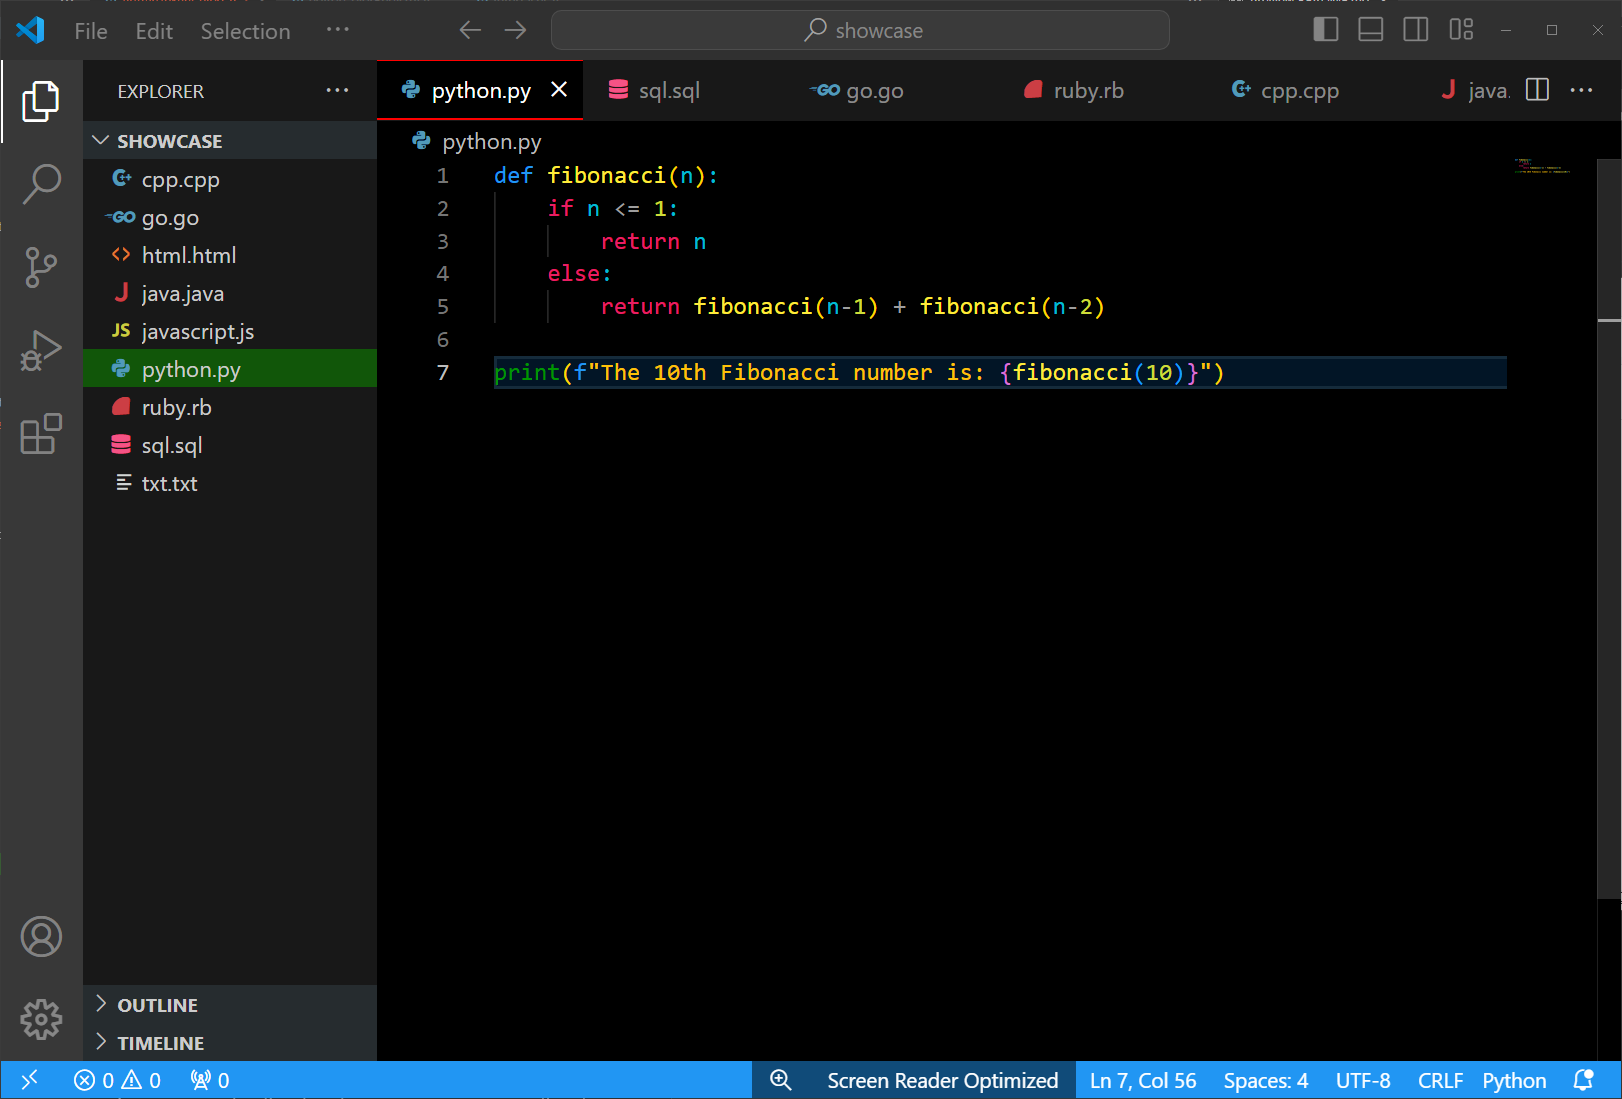 File Edit Selection ··· showcase
EXPLORER ···
python.py sql.sql go.go ruby.rb cpp.cpp java. ···
SHOWCASE
cpp.cpp
go.go
html.html
java.java
javascript.js
python.py
ruby.rb
sql.sql
txt.txt
OUTLINE
TIMELINE
python.py
1 def fibonacci(n):
2     if n <= 1:
3         return n
4     else:
5         return fibonacci(n-1) + fibonacci(n-2)
6
7 print(f"The 10th Fibonacci number is: {fibonacci(10)}")
0 0 0 Screen Reader Optimized Ln 7, Col 56 Spaces: 4 UTF-8 CRLF Python